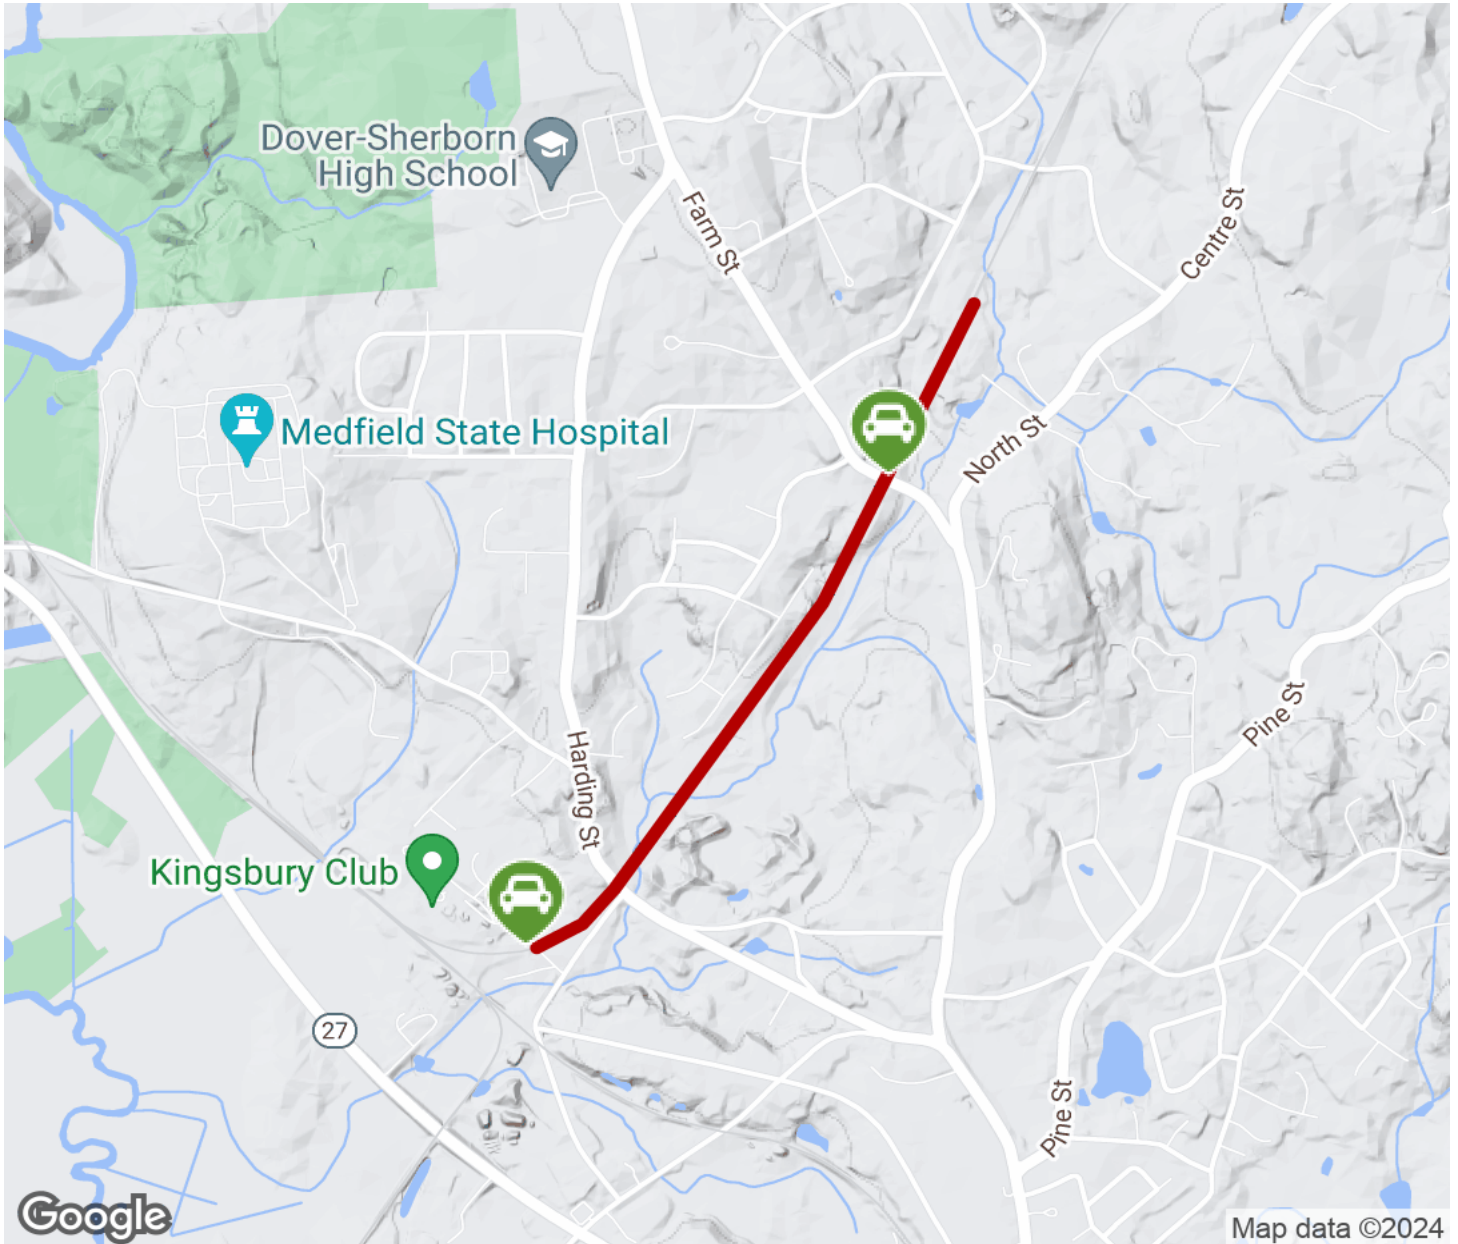 Dover-Sherborn
High School
Farm St
Centre St
Medfield State Hospital
North St
Pine St
Harding St
Kingsbury Club
27
Pine St
Google
Map data ©2024